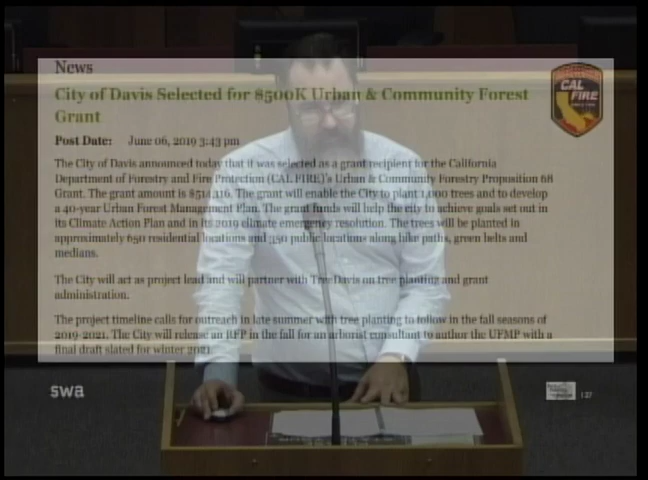 News
City of Davis Selected for $500K Urban & Community Forest
Grant
CAL
FIRE
Post Date: June 06, 2019 3:43 pm
The City of Davis announced today that it was selected as a grant recipient for the California
Department of Forestry and Fire Protection (CAL FIRE)'s Urban & Community Forestry Proposition 68
Grant. The grant amount is $514,316. The grant will enable the City to plant 1,000 trees and to develop
a 40-year Urban Forest Management Plan. The grant funds will help the city to achieve goals set out in
its Climate Action Plan and in its 2019 climate emergency resolution. The trees will be planted in
approximately 650 residential locations and 350 public locations along bike paths, green belts and
medians.
The City will act as project lead and will partner with Tree Davis on tree planting and grant
administration.
The project timeline calls for outreach in late summer with tree planting to follow in the fall seasons of
2019-2021. The City will release an RFP in the fall for an arborist consultant to author the UFMP with a
final draft slated for winter 2021
swa
127